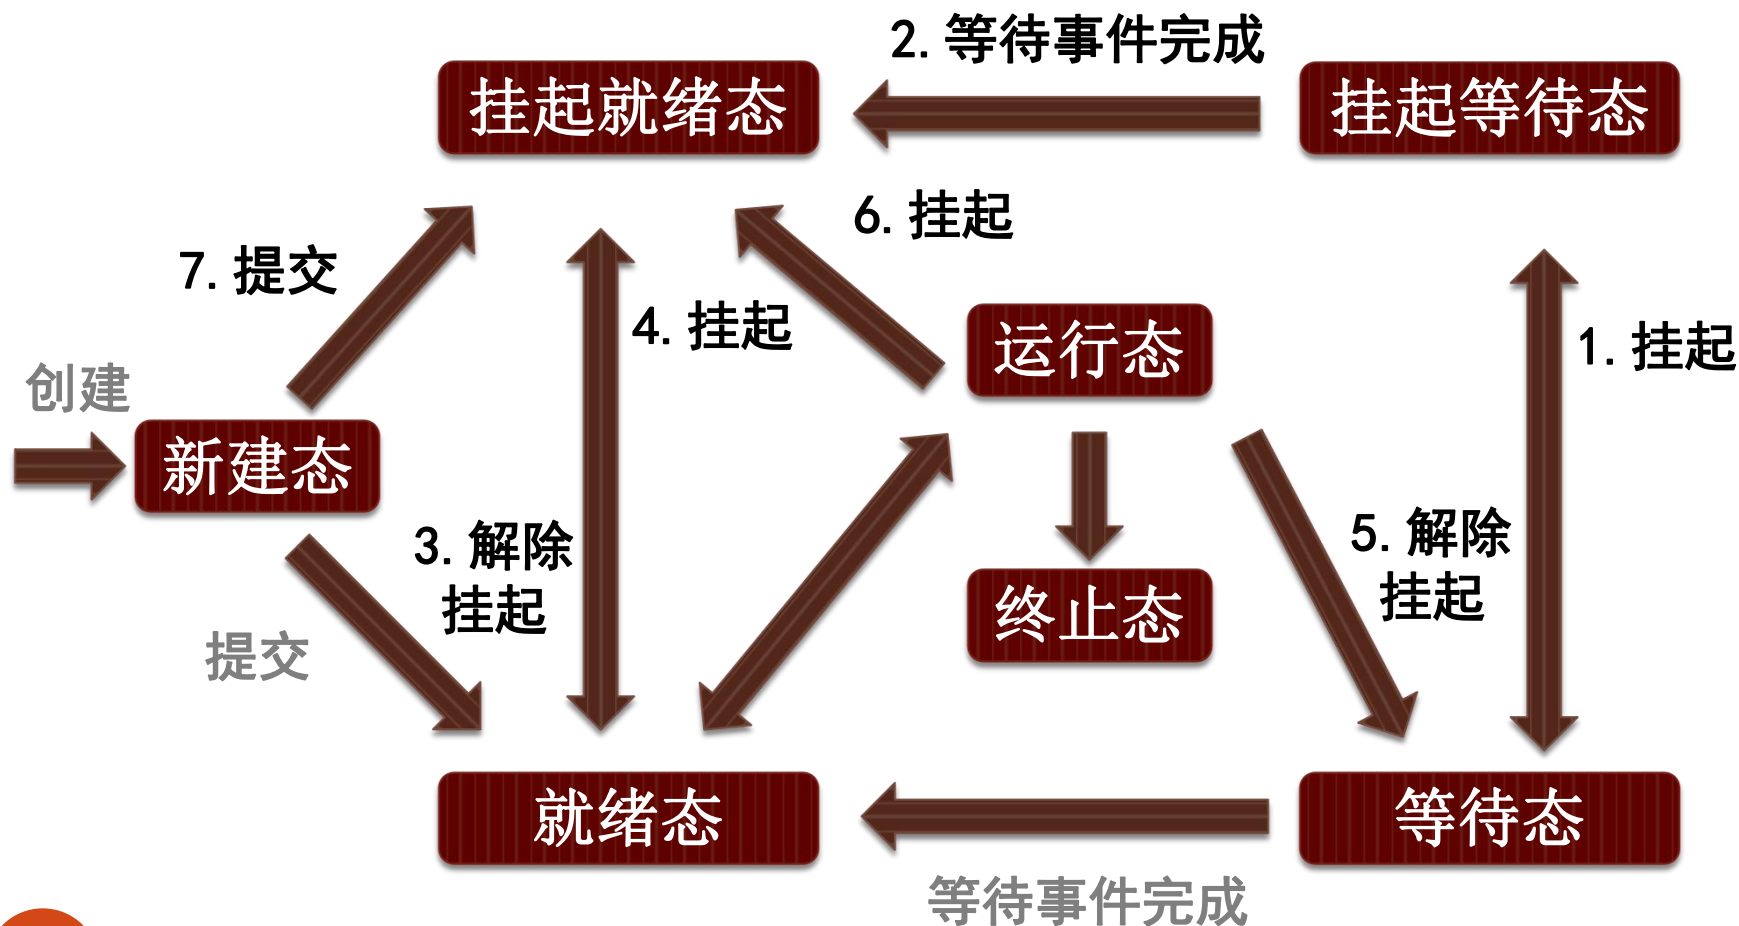 2. 等待事件完成
挂起就绪态
挂起等待态
6. 挂起
7. 提交
4. 挂起
运行态
1. 挂起
创建
新建态
3. 解除
挂起
5. 解除
挂起
终止态
提交
就绪态
等待态
等待事件完成